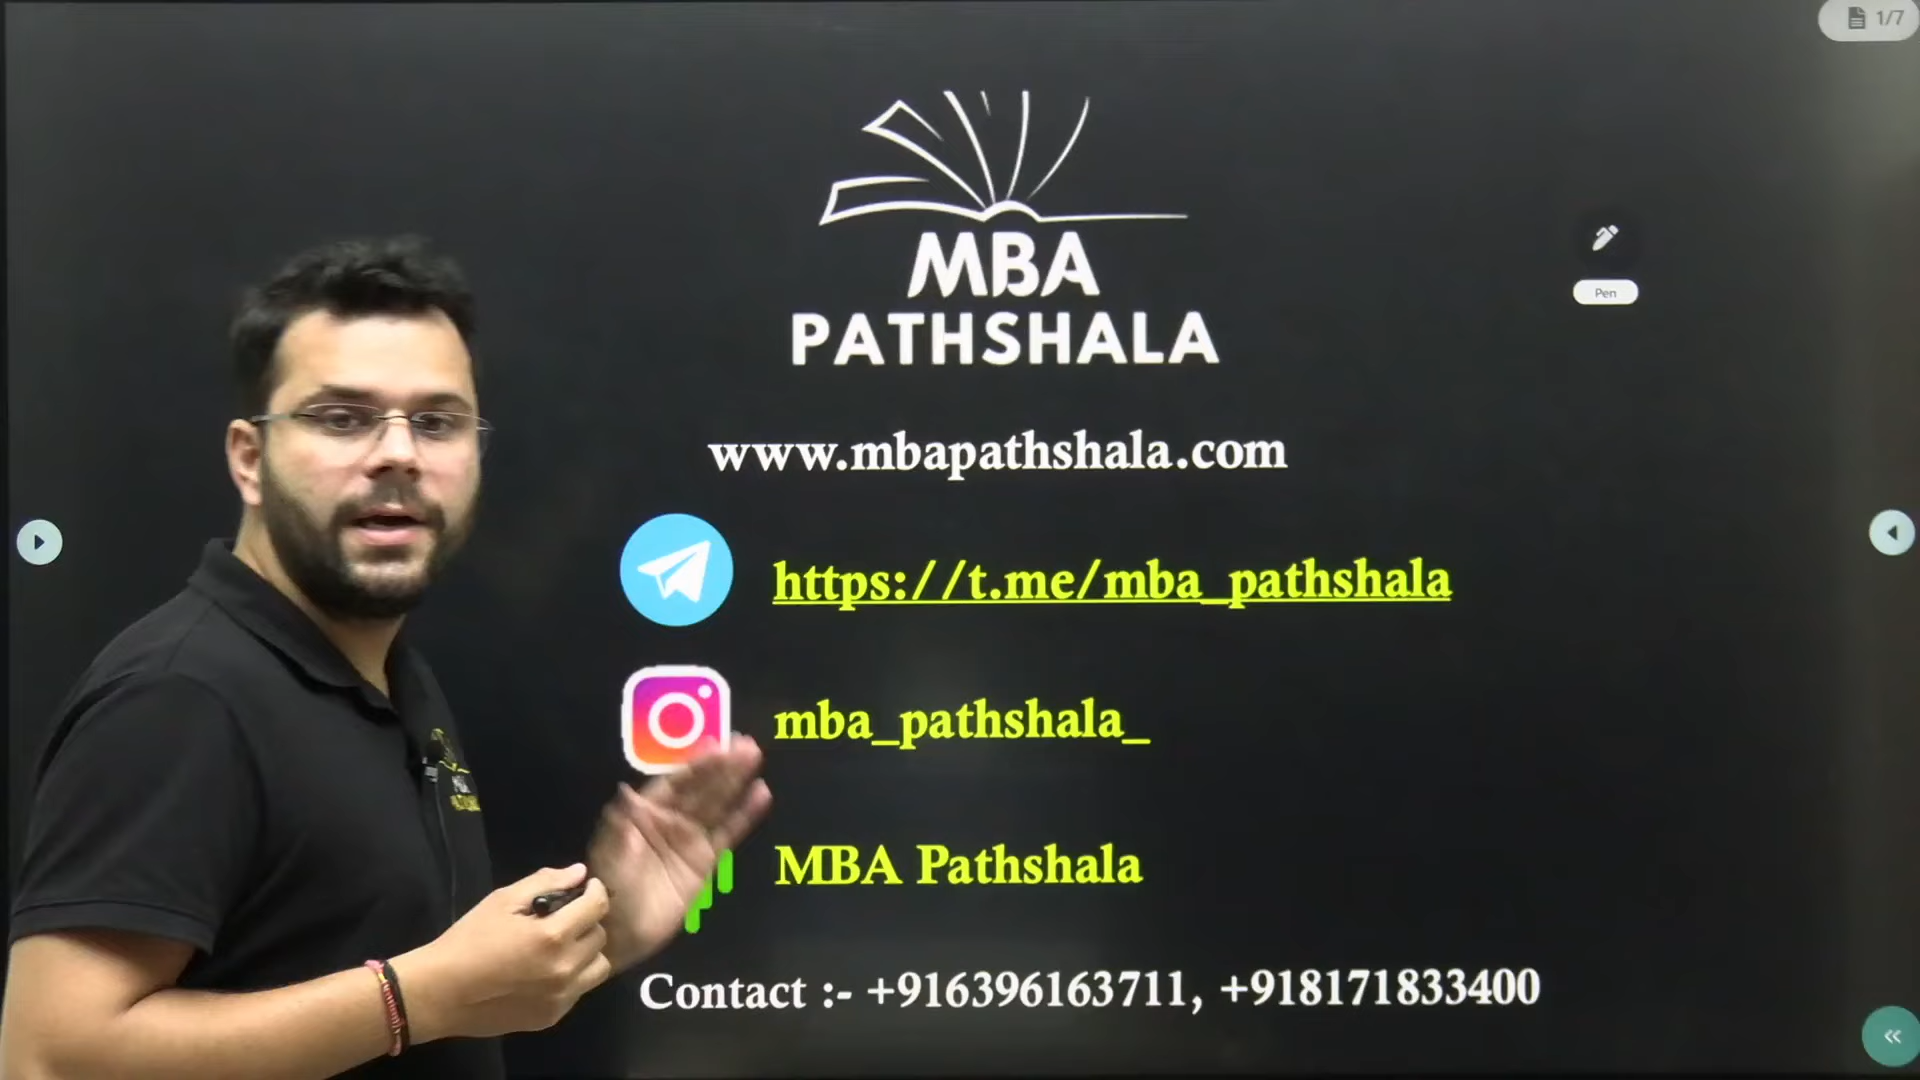 1/7
MBA
PATHSHALA
Pen
www.mbapathshala.com
https://t.me/mba_pathshala
mba_pathshala_
MBA Pathshala
Contact :- +916396163711, +918171833400